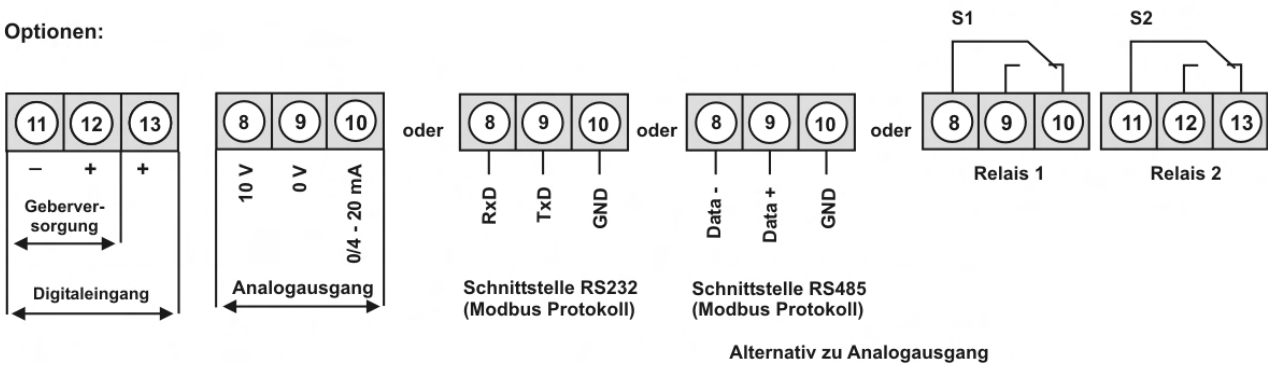 Optionen:
S1
S2
11 12 13
8 9 10
oder
8 9 10
oder
8 9 10
oder
8 9 10
11 12 13
– + +
Geberver-
sorgung
Digitaleingang
10 V
0 V
0/4 - 20 mA
Analogausgang
RxD
TxD
GND
Schnittstelle RS232
(Modbus Protokoll)
Data -
Data +
GND
Schnittstelle RS485
(Modbus Protokoll)
Relais 1
Relais 2
Alternativ zu Analogausgang